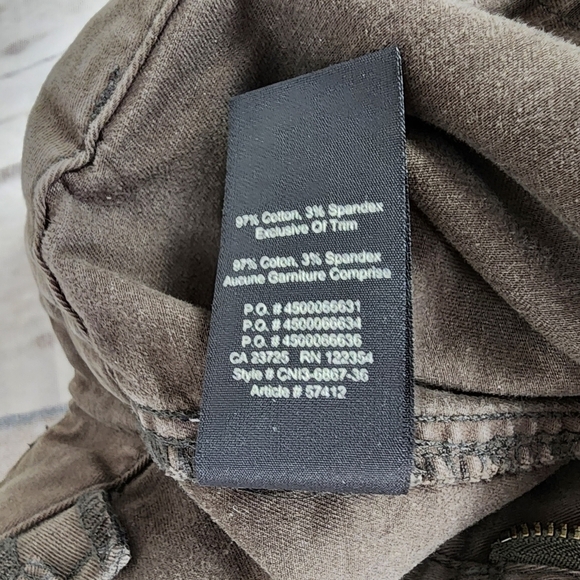 97% Cotton, 3% Spandex
Exclusive Of Trim
97% Coton, 3% Spandex
Aucune Garniture Comprise
P.O. # 4500066631
P.O. # 4500066634
P.O. # 4500066636
CA 23725 RN 122354
Style # CNI3-6867-36
Article # 57412